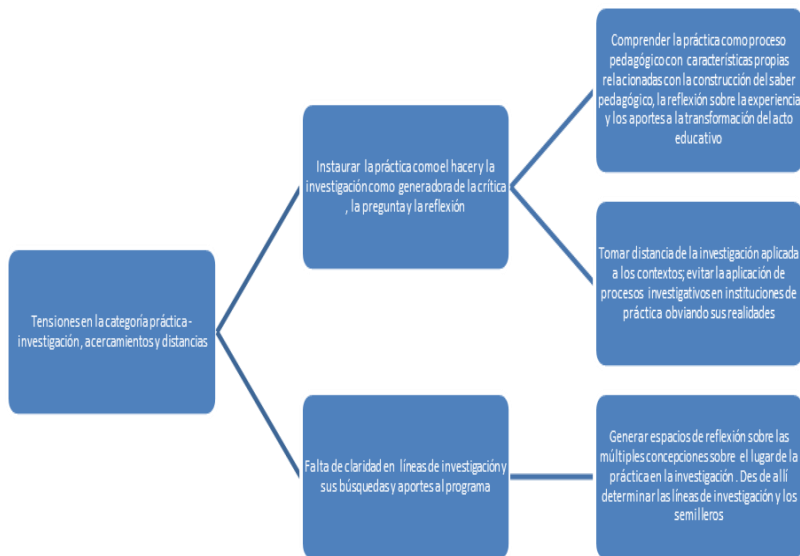 Tensiones en la categoría práctica -
investigación , acercamientos y distancias
Instaurar la práctica como el hacer y la
investigación como generadora de la crítica
, la pregunta y la reflexión
Falta de claridad en líneas de investigación y
sus búsquedas y aportes al programa
Comprender la práctica como proceso
pedagógico con características propias
relacionadas con la construcción del saber
pedagógico, la reflexión sobre la experiencia
y los aportes a la transformación del acto
educativo
Tomar distancia de la investigación aplicada
a los contextos; evitar la aplicación de
procesos investigativos en instituciones de
práctica obviando sus realidades
Generar espacios de reflexión sobre las
múltiples concepciones sobre el lugar de la
práctica en la investigación . Des de allí
determinar las líneas de investigación y los
semilleros